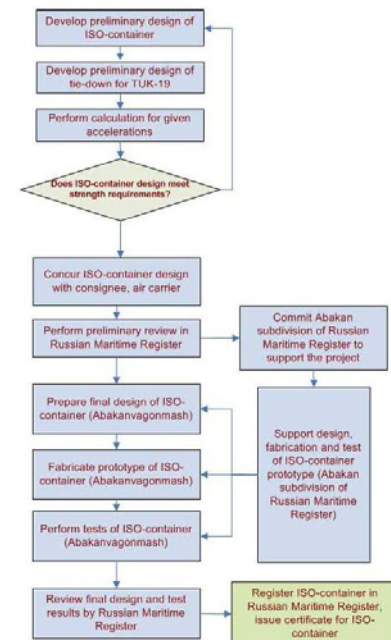 Develop preliminary design of
ISO-container
Develop preliminary design of
tie-down for TUK-19
Perform calculation for given
accelerations
Does ISO-container design meet
strength requirements?
Concur ISO-container design
with consignee, air carrier
Perform preliminary review in
Russian Maritime Register
Commit Abakan
subdivision of Russian
Maritime Register to
support the project
Prepare final design of ISO-
container (Abakanvagonmash)
Fabricate prototype of ISO-
container (Abakanvagonmash)
Perform tests of ISO-container
(Abakanvagonmash)
Support design,
fabrication and test
of ISO-container
prototype (Abakan
subdivision of
Russian Maritime
Register)
Review final design and test
results by Russian Maritime
Register
Register ISO-container in
Russian Maritime Register,
issue certificate for ISO-
container